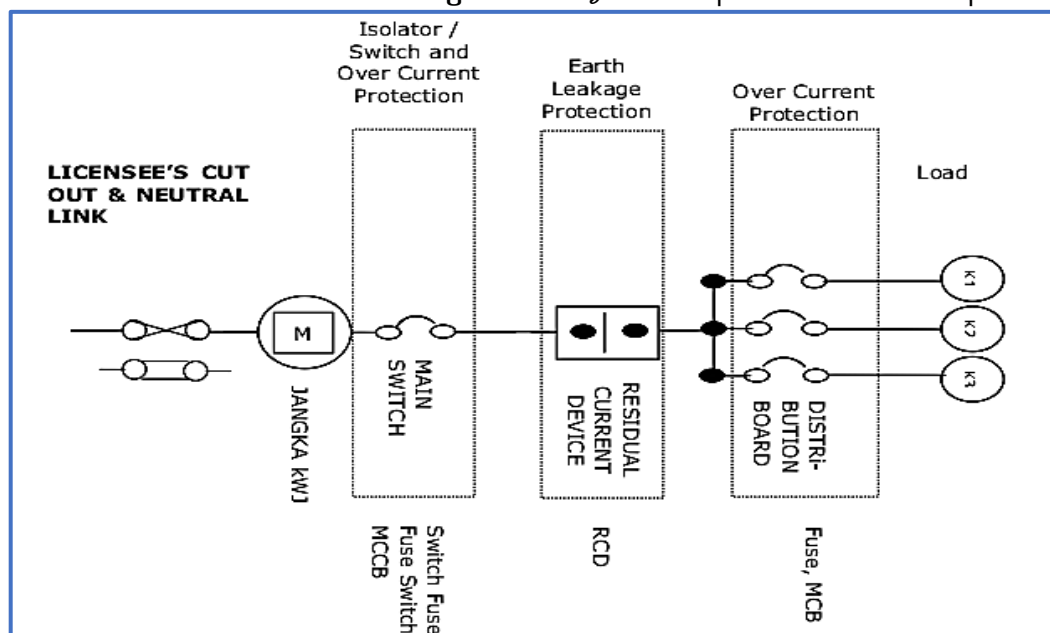 Isolator /
Switch and
Over Current
Protection
Earth
Leakage
Protection
Over Current
Protection
LICENSEE'S CUT
OUT & NEUTRAL
LINK
Load
M
K1
K2
K3
JANGKA kWJ
MAIN
SWITCH
RESIDUAL
CURRENT
DEVICE
DISTRI-
BUTION
BOARD
Switch Fuse
Fuse Switch
MCCB
RCD
Fuse, MCB